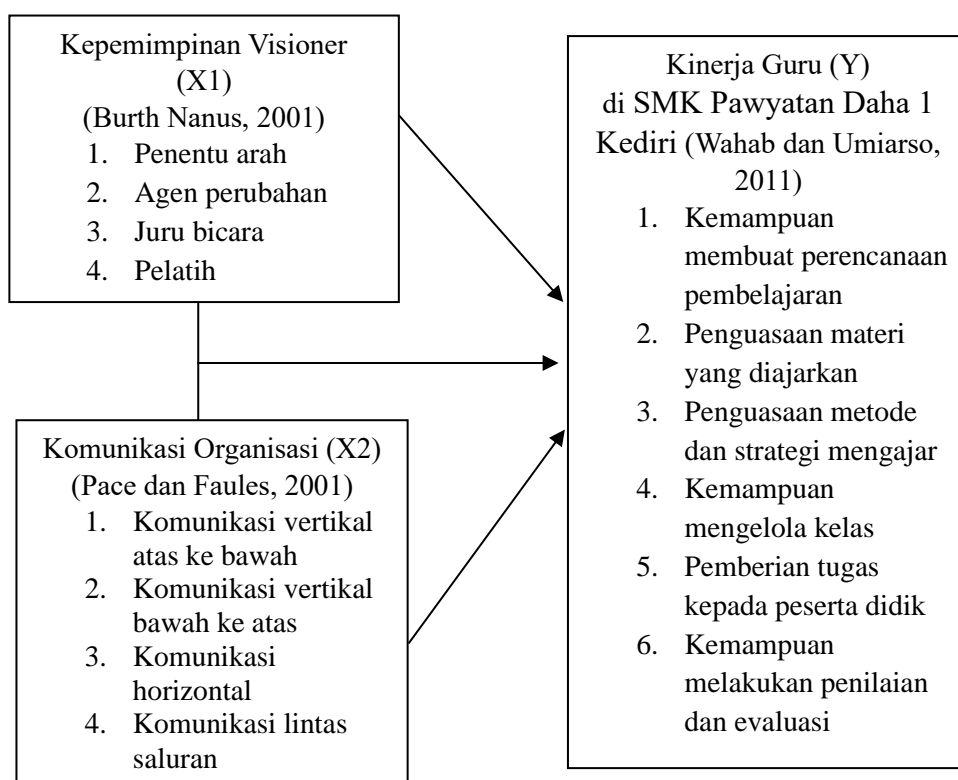 Kepemimpinan Visioner
(X1)
(Burth Nanus, 2001)
1. Penentu arah
2. Agen perubahan
3. Juru bicara
4. Pelatih
Komunikasi Organisasi (X2)
(Pace dan Faules, 2001)
1. Komunikasi vertikal
atas ke bawah
2. Komunikasi vertikal
bawah ke atas
3. Komunikasi
horizontal
4. Komunikasi lintas
saluran
Kinerja Guru (Y)
di SMK Pawyatan Daha 1
Kediri (Wahab dan Umiarso,
2011)
1. Kemampuan
membuat perencanaan
pembelajaran
2. Penguasaan materi
yang diajarkan
3. Penguasaan metode
dan strategi mengajar
4. Kemampuan
mengelola kelas
5. Pemberian tugas
kepada peserta didik
6. Kemampuan
melakukan penilaian
dan evaluasi